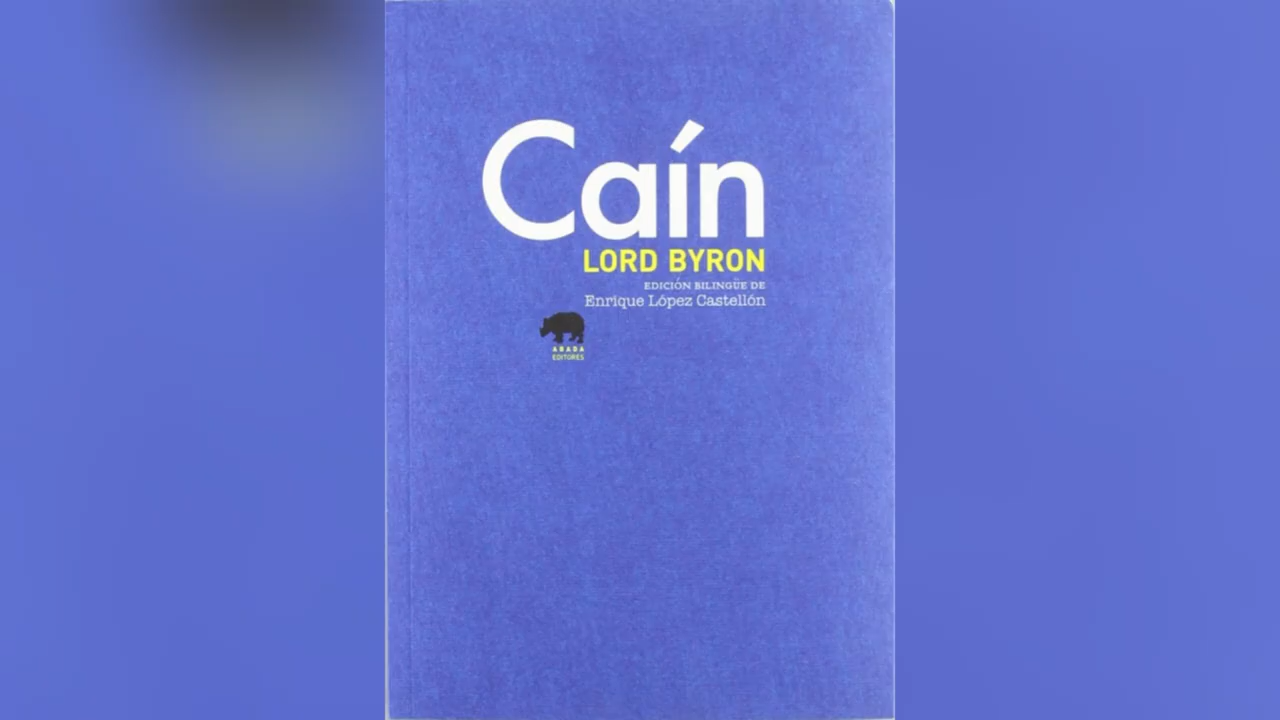 Caín
LORD BYRON
EDICIÓN BILINGÜE DE
Enrique López Castellón
ABADA
EDITORES